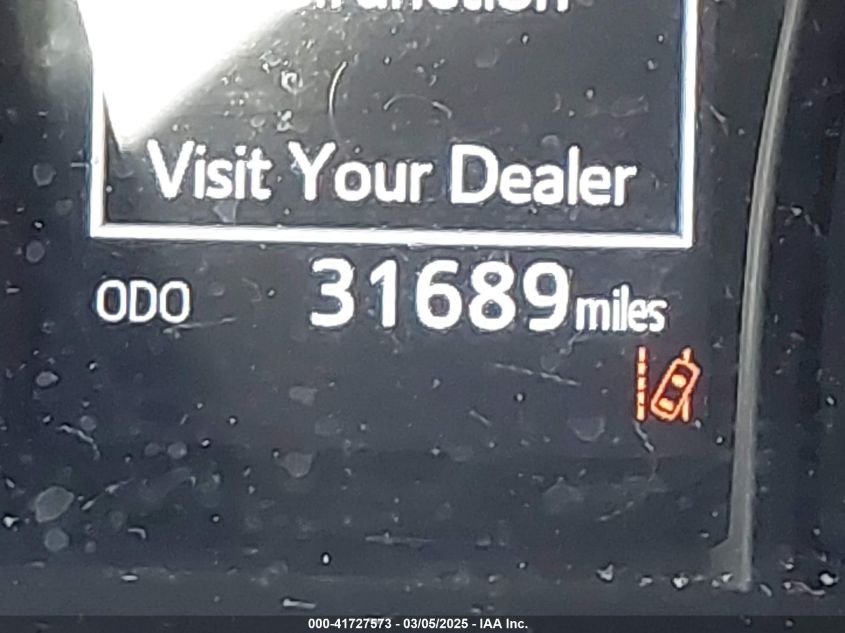 Visit Your Dealer
ODO 31689 miles
000-41727573 - 03/05/2025 - IAA Inc.